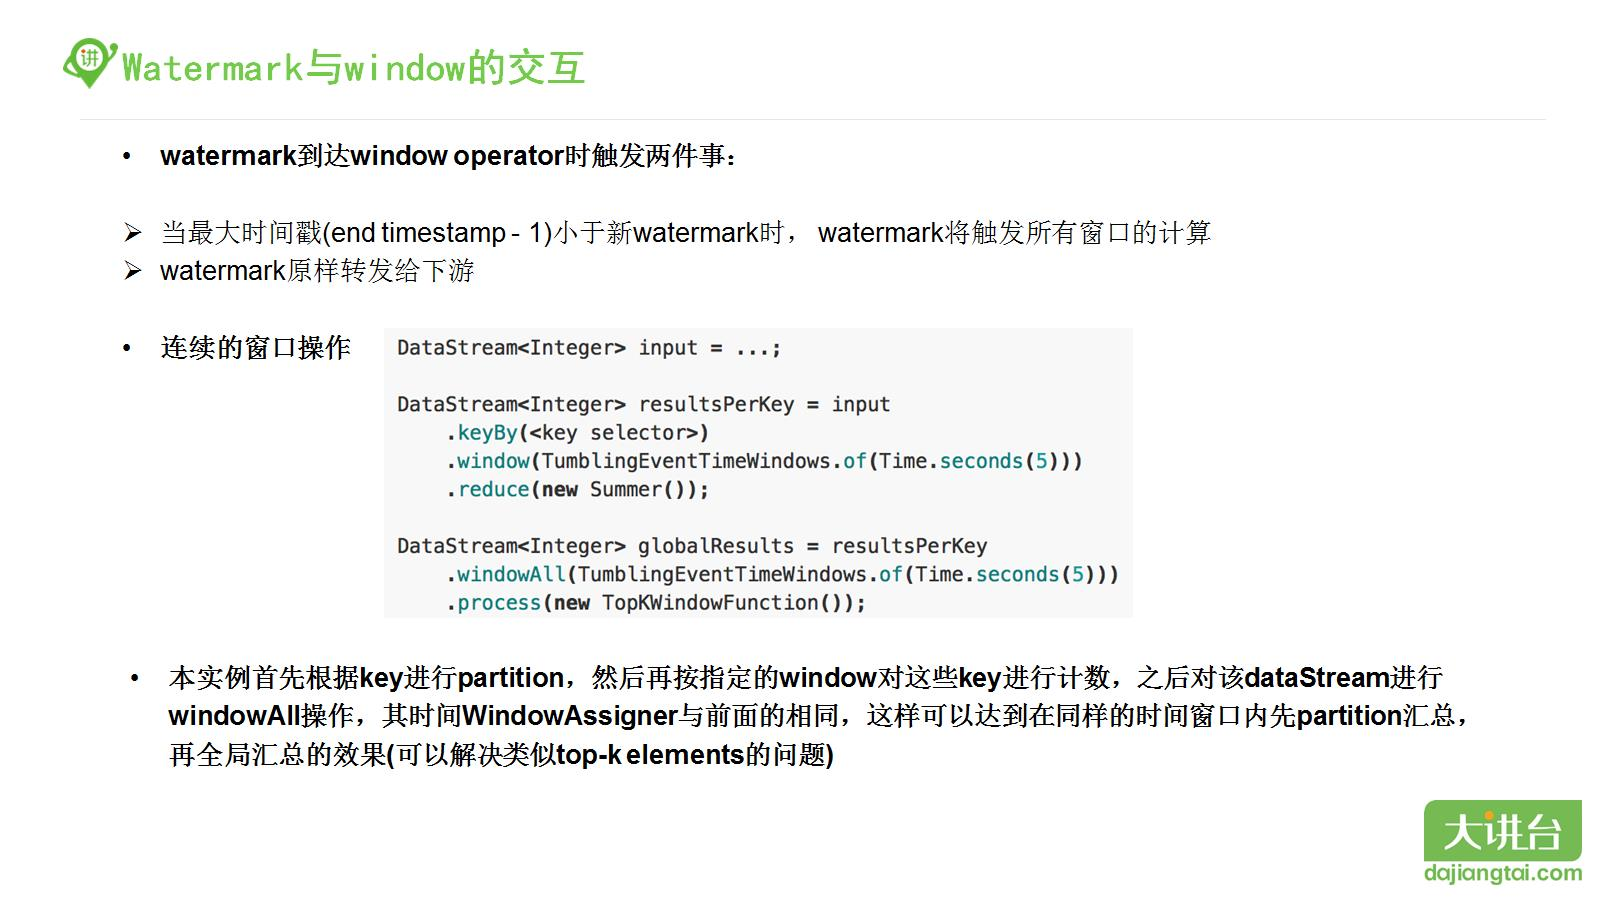 讲
Watermark与window的交互
• watermark到达window operator时触发两件事：
➢ 当最大时间戳(end timestamp - 1)小于新watermark时， watermark将触发所有窗口的计算
➢ watermark原样转发给下游
• 连续的窗口操作
DataStream<Integer> input = ...;
DataStream<Integer> resultsPerKey = input
.keyBy(<key selector>)
.window(TumblingEventTimeWindows.of(Time.seconds(5)))
.reduce(new Summer());
DataStream<Integer> globalResults = resultsPerKey
.windowAll(TumblingEventTimeWindows.of(Time.seconds(5)))
.process(new TopKWindowFunction());
• 本实例首先根据key进行partition，然后再按指定的window对这些key进行计数，之后对该dataStream进行
windowAll操作，其时间WindowAssigner与前面的相同，这样可以达到在同样的时间窗口内先partition汇总，
再全局汇总的效果(可以解决类似top-k elements的问题)
大讲台
dajiangtai.com